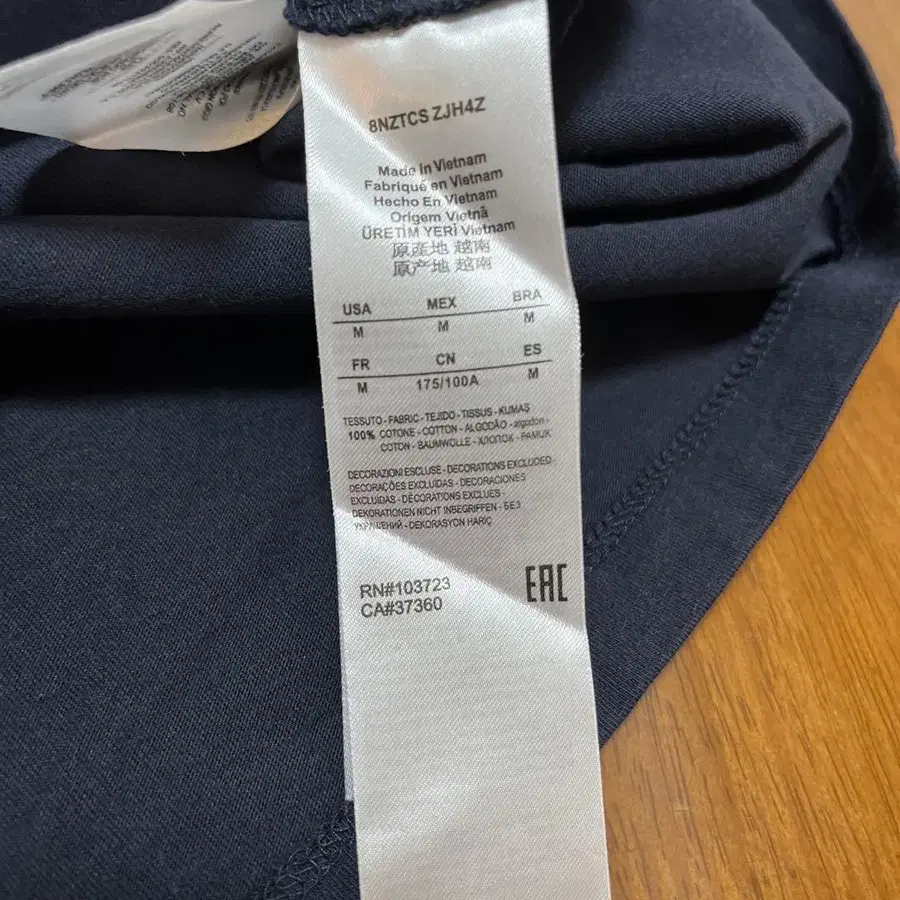 8NZTCS ZJH4Z
Made in Vietnam
Fabriqué en Vietnam
Hecho En Vietnam
Origem Vietnã
ÜRETİM YERİ Vietnam
原産地 越南
原产地 越南
USA MEX BRA
M M M
FR CN ES
M 175/100A M
TESSUTO - FABRIC - TEJIDO - TISSUS - KUMAŞ
100% COTONE - COTTON - ALGODÃO - algodon -
COTON - BAUMWOLLE - ХЛОПОК - PAMUK
DECORAZIONI ESCLUSE - DECORATIONS EXCLUDED -
DECORAÇÕES EXCLUIDAS - DECORACIONES
EXCLUIDAS - DÉCORATIONS EXCLUES -
DEKORATIONEN NICHT INBEGRIFFEN - БЕЗ
УКРАШЕНИЙ - DEKORASYON HARİÇ
RN#103723
CA#37360
EAC